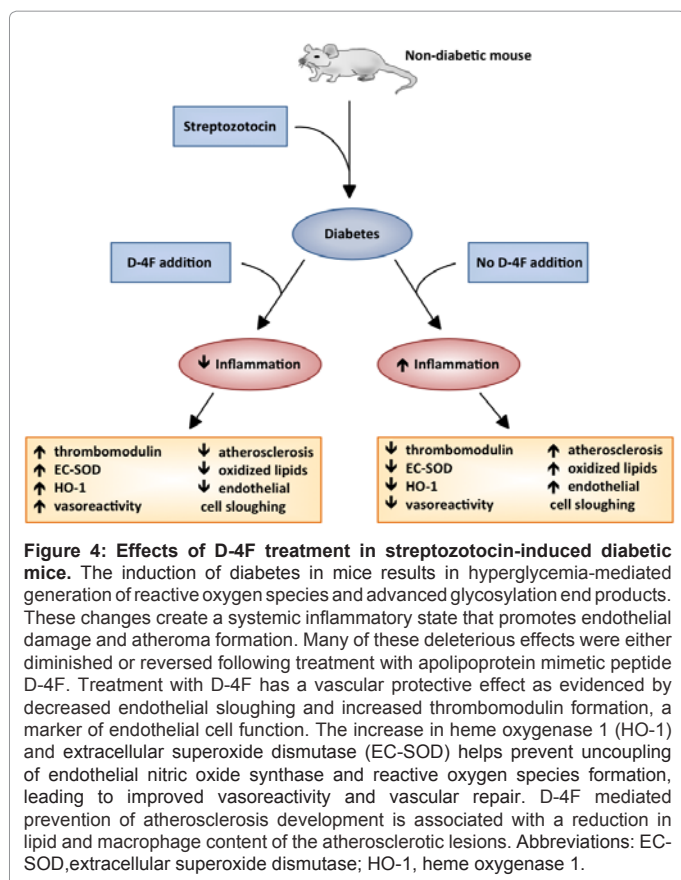 Non-diabetic mouse
Streptozotocin
Diabetes
D-4F addition
No D-4F addition
↓ Inflammation
↑ Inflammation
↑ thrombomodulin ↓ atherosclerosis
↑ EC-SOD ↓ oxidized lipids
↑ HO-1 ↓ endothelial
↑ vasoreactivity cell sloughing
↓ thrombomodulin ↑ atherosclerosis
↓ EC-SOD ↑ oxidized lipids
↓ HO-1 ↑ endothelial
↓ vasoreactivity cell sloughing
Figure 4: Effects of D-4F treatment in streptozotocin-induced diabetic
mice. The induction of diabetes in mice results in hyperglycemia-mediated
generation of reactive oxygen species and advanced glycosylation end products.
These changes create a systemic inflammatory state that promotes endothelial
damage and atheroma formation. Many of these deleterious effects were either
diminished or reversed following treatment with apolipoprotein mimetic peptide
D-4F. Treatment with D-4F has a vascular protective effect as evidenced by
decreased endothelial sloughing and increased thrombomodulin formation, a
marker of endothelial cell function. The increase in heme oxygenase 1 (HO-1)
and extracellular superoxide dismutase (EC-SOD) helps prevent uncoupling
of endothelial nitric oxide synthase and reactive oxygen species formation,
leading to improved vasoreactivity and vascular repair. D-4F mediated
prevention of atherosclerosis development is associated with a reduction in
lipid and macrophage content of the atherosclerotic lesions. Abbreviations: EC-
SOD,extracellular superoxide dismutase; HO-1, heme oxygenase 1.